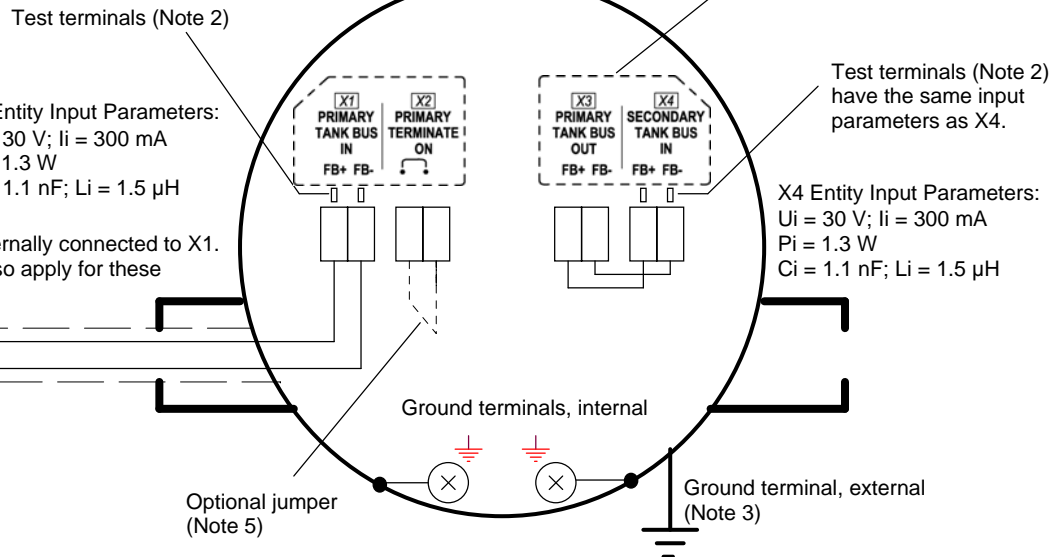 Test terminals (Note 2)
Entity Input Parameters:
30 V; Ii = 300 mA
1.3 W
1.1 nF; Li = 1.5 µH
connected to X1.
apply for these
X1
PRIMARY
TANK BUS
IN
FB+ FB-
X2
PRIMARY
TERMINATE
ON
X3
PRIMARY
TANK BUS
OUT
FB+ FB-
X4
SECONDARY
TANK BUS
IN
FB+ FB-
Test terminals (Note 2)
have the same input
parameters as X4.
X4 Entity Input Parameters:
Ui = 30 V; Ii = 300 mA
Pi = 1.3 W
Ci = 1.1 nF; Li = 1.5 µH
Ground terminals, internal
Optional jumper
(Note 5)
Ground terminal, external
(Note 3)